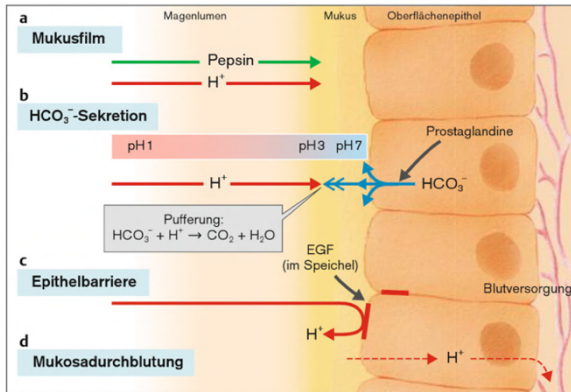 Magenlumen Mukus Oberflächenepithel
a
Mukusfilm
Pepsin
H⁺
b
HCO₃⁻-Sekretion
pH1 pH3 pH7
Prostaglandine
H⁺
HCO₃⁻
Pufferung:
HCO₃⁻ + H⁺ → CO₂ + H₂O
c
Epithelbarriere
EGF
(im Speichel)
Blutversorgung
H⁺
d
Mukosadurchblutung
H⁺